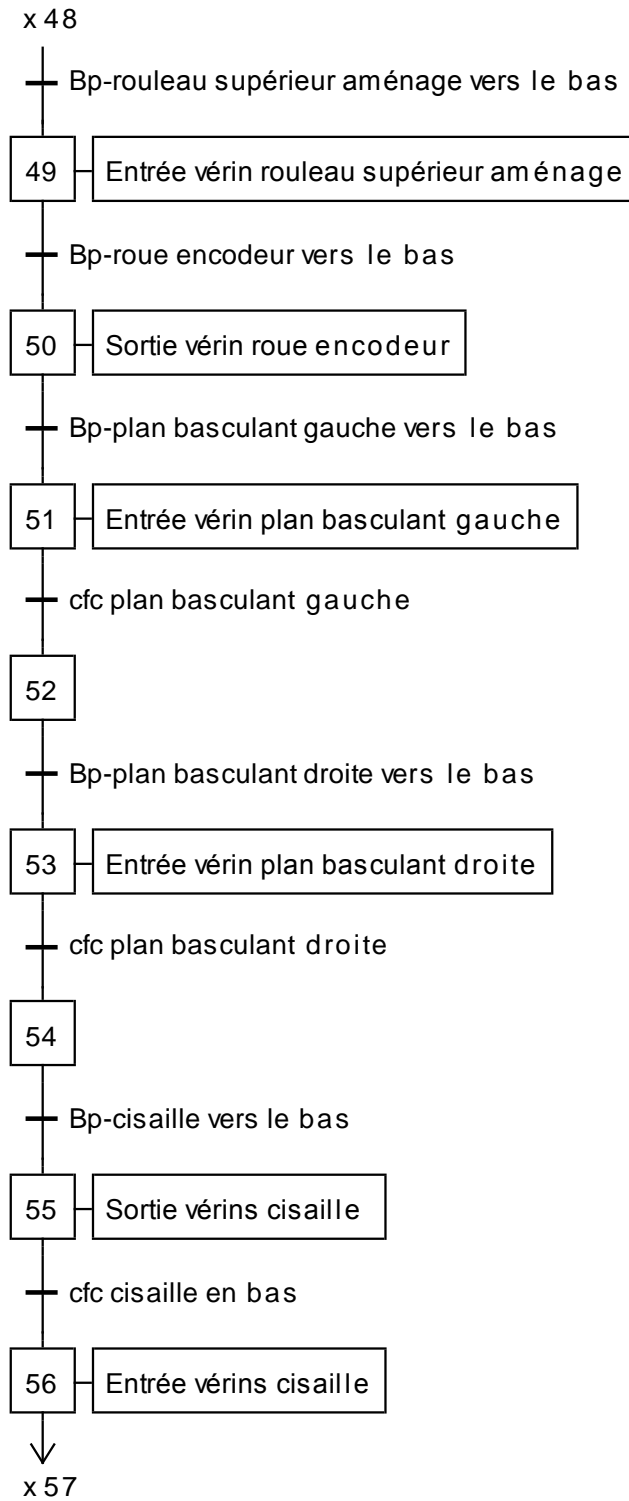 x 48
Bp-rouleau supérieur aménage vers le bas
49 Entrée vérin rouleau supérieur aménage
Bp-roue encodeur vers le bas
50 Sortie vérin roue encodeur
Bp-plan basculant gauche vers le bas
51 Entrée vérin plan basculant gauche
cfc plan basculant gauche
52
Bp-plan basculant droite vers le bas
53 Entrée vérin plan basculant droite
cfc plan basculant droite
54
Bp-cisaille vers le bas
55 Sortie vérins cisaille
cfc cisaille en bas
56 Entrée vérins cisaille
x 57